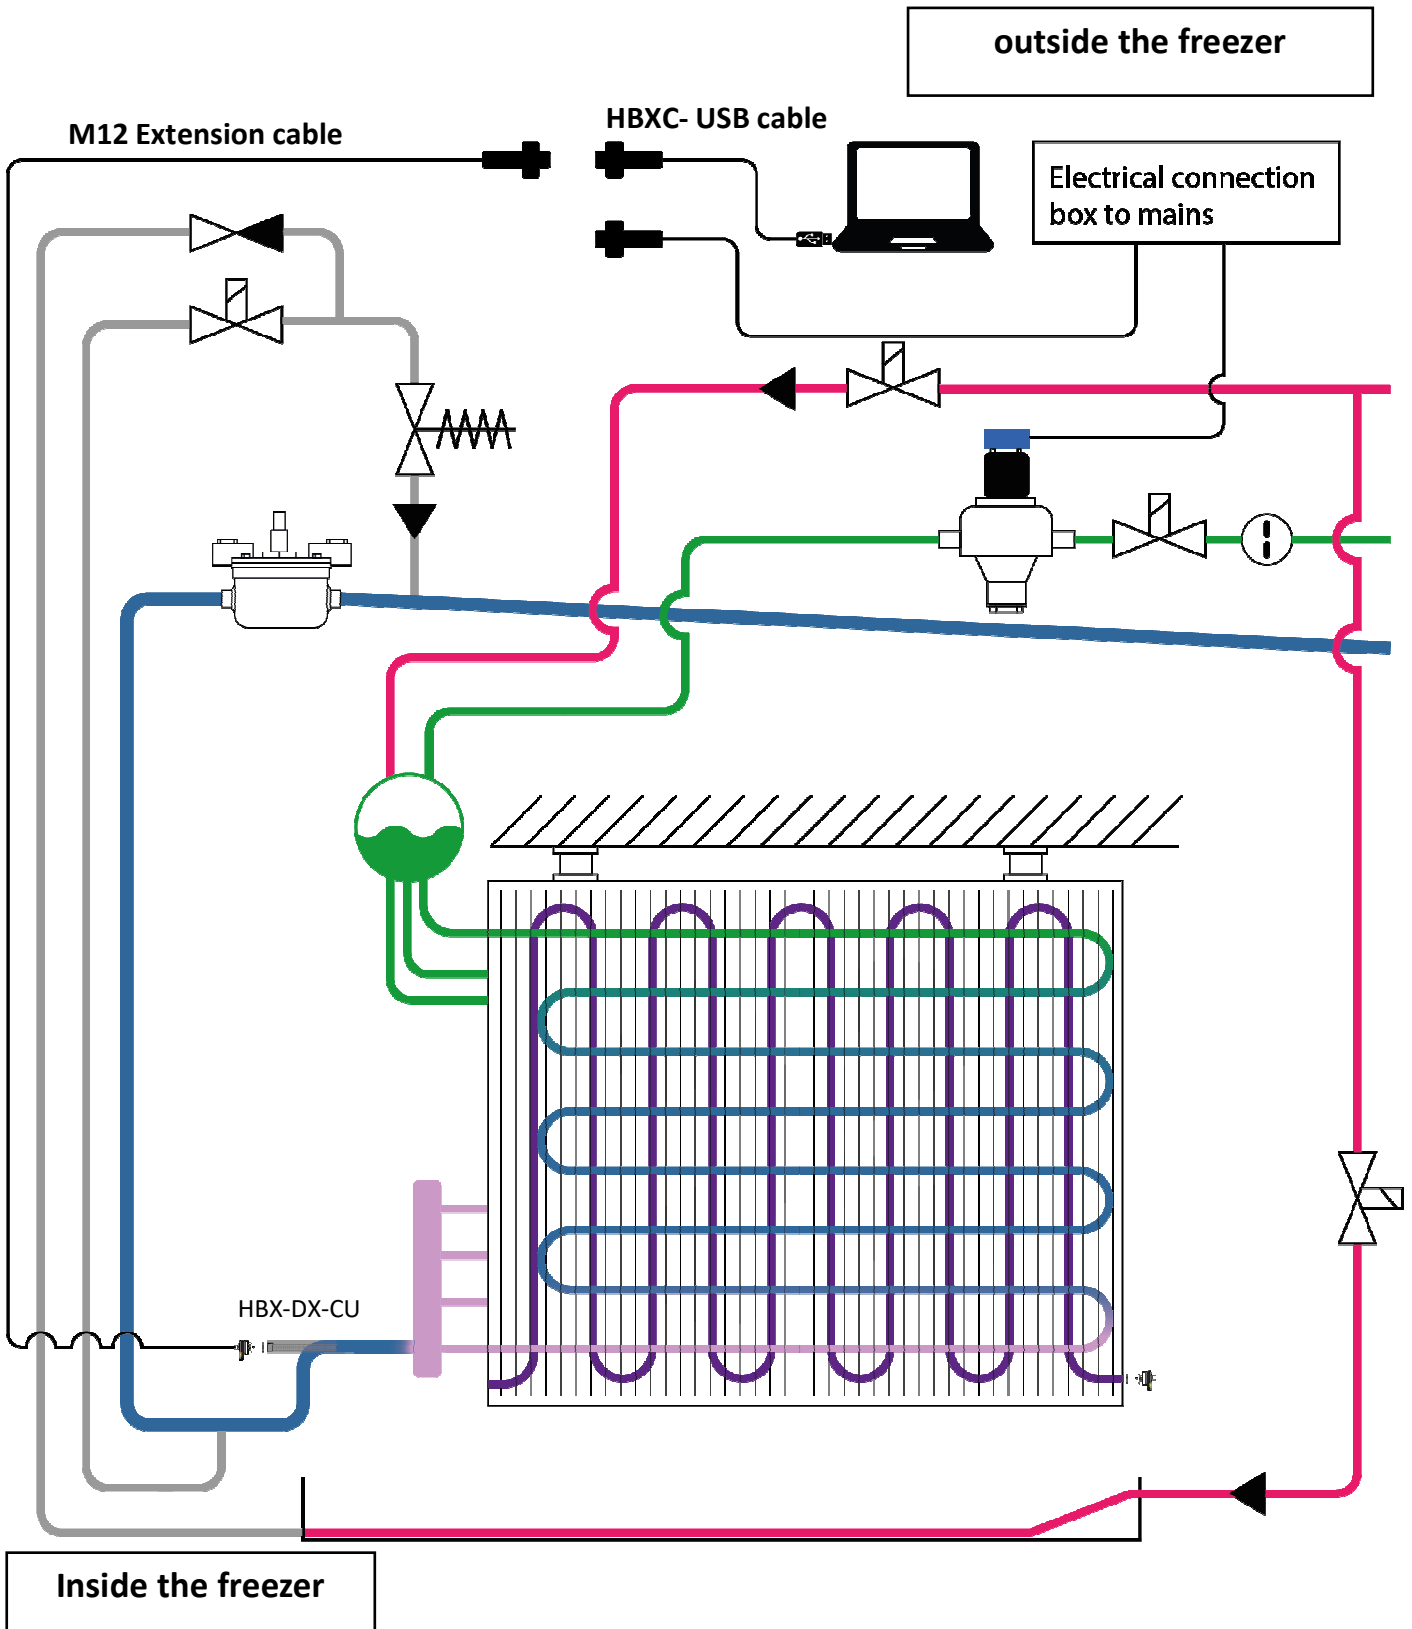 outside the freezer
M12 Extension cable
HBXC- USB cable
Electrical connection
box to mains
HBX-DX-CU
Inside the freezer